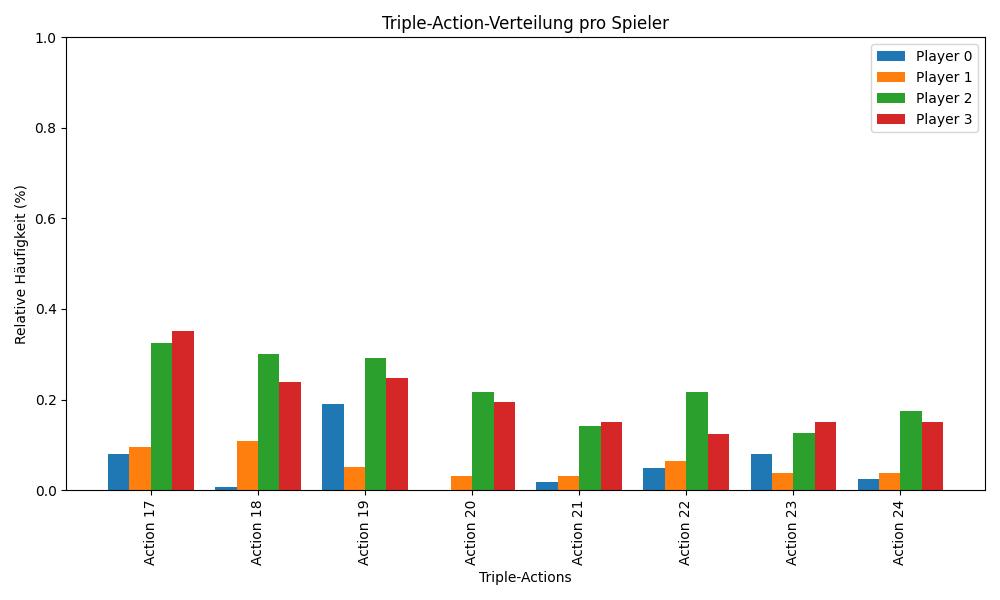 Triple-Action-Verteilung pro Spieler
Player 0
Player 1
Player 2
Player 3
Relative Häufigkeit (%)
1.0
0.8
0.6
0.4
0.2
0.0
Action 17
Action 18
Action 19
Action 20
Action 21
Action 22
Action 23
Action 24
Triple-Actions